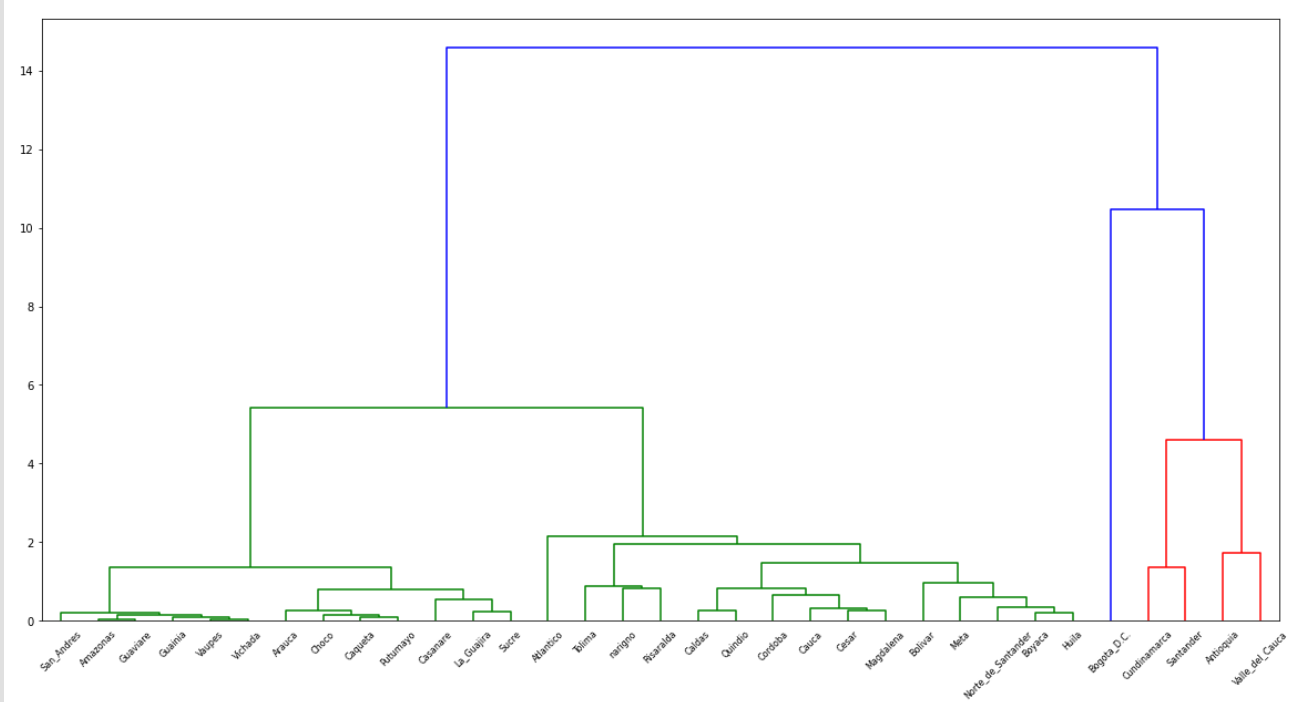 14
12
10
8
6
4
2
0
San_Andres
Amazonas
Guaviare
Guainia
Vaupes
Vichada
Arauca
Choco
Caqueta
Putumayo
Casanare
La_Guajira
Sucre
Atlantico
Tolima
narigno
Risaralda
Caldas
Quindio
Cordoba
Cauca
Cesar
Magdalena
Bolivar
Meta
Norte_de_Santander
Boyaca
Huila
Bogota_D.C.
Cundinamarca
Santander
Antioquia
Valle_del_Cauca